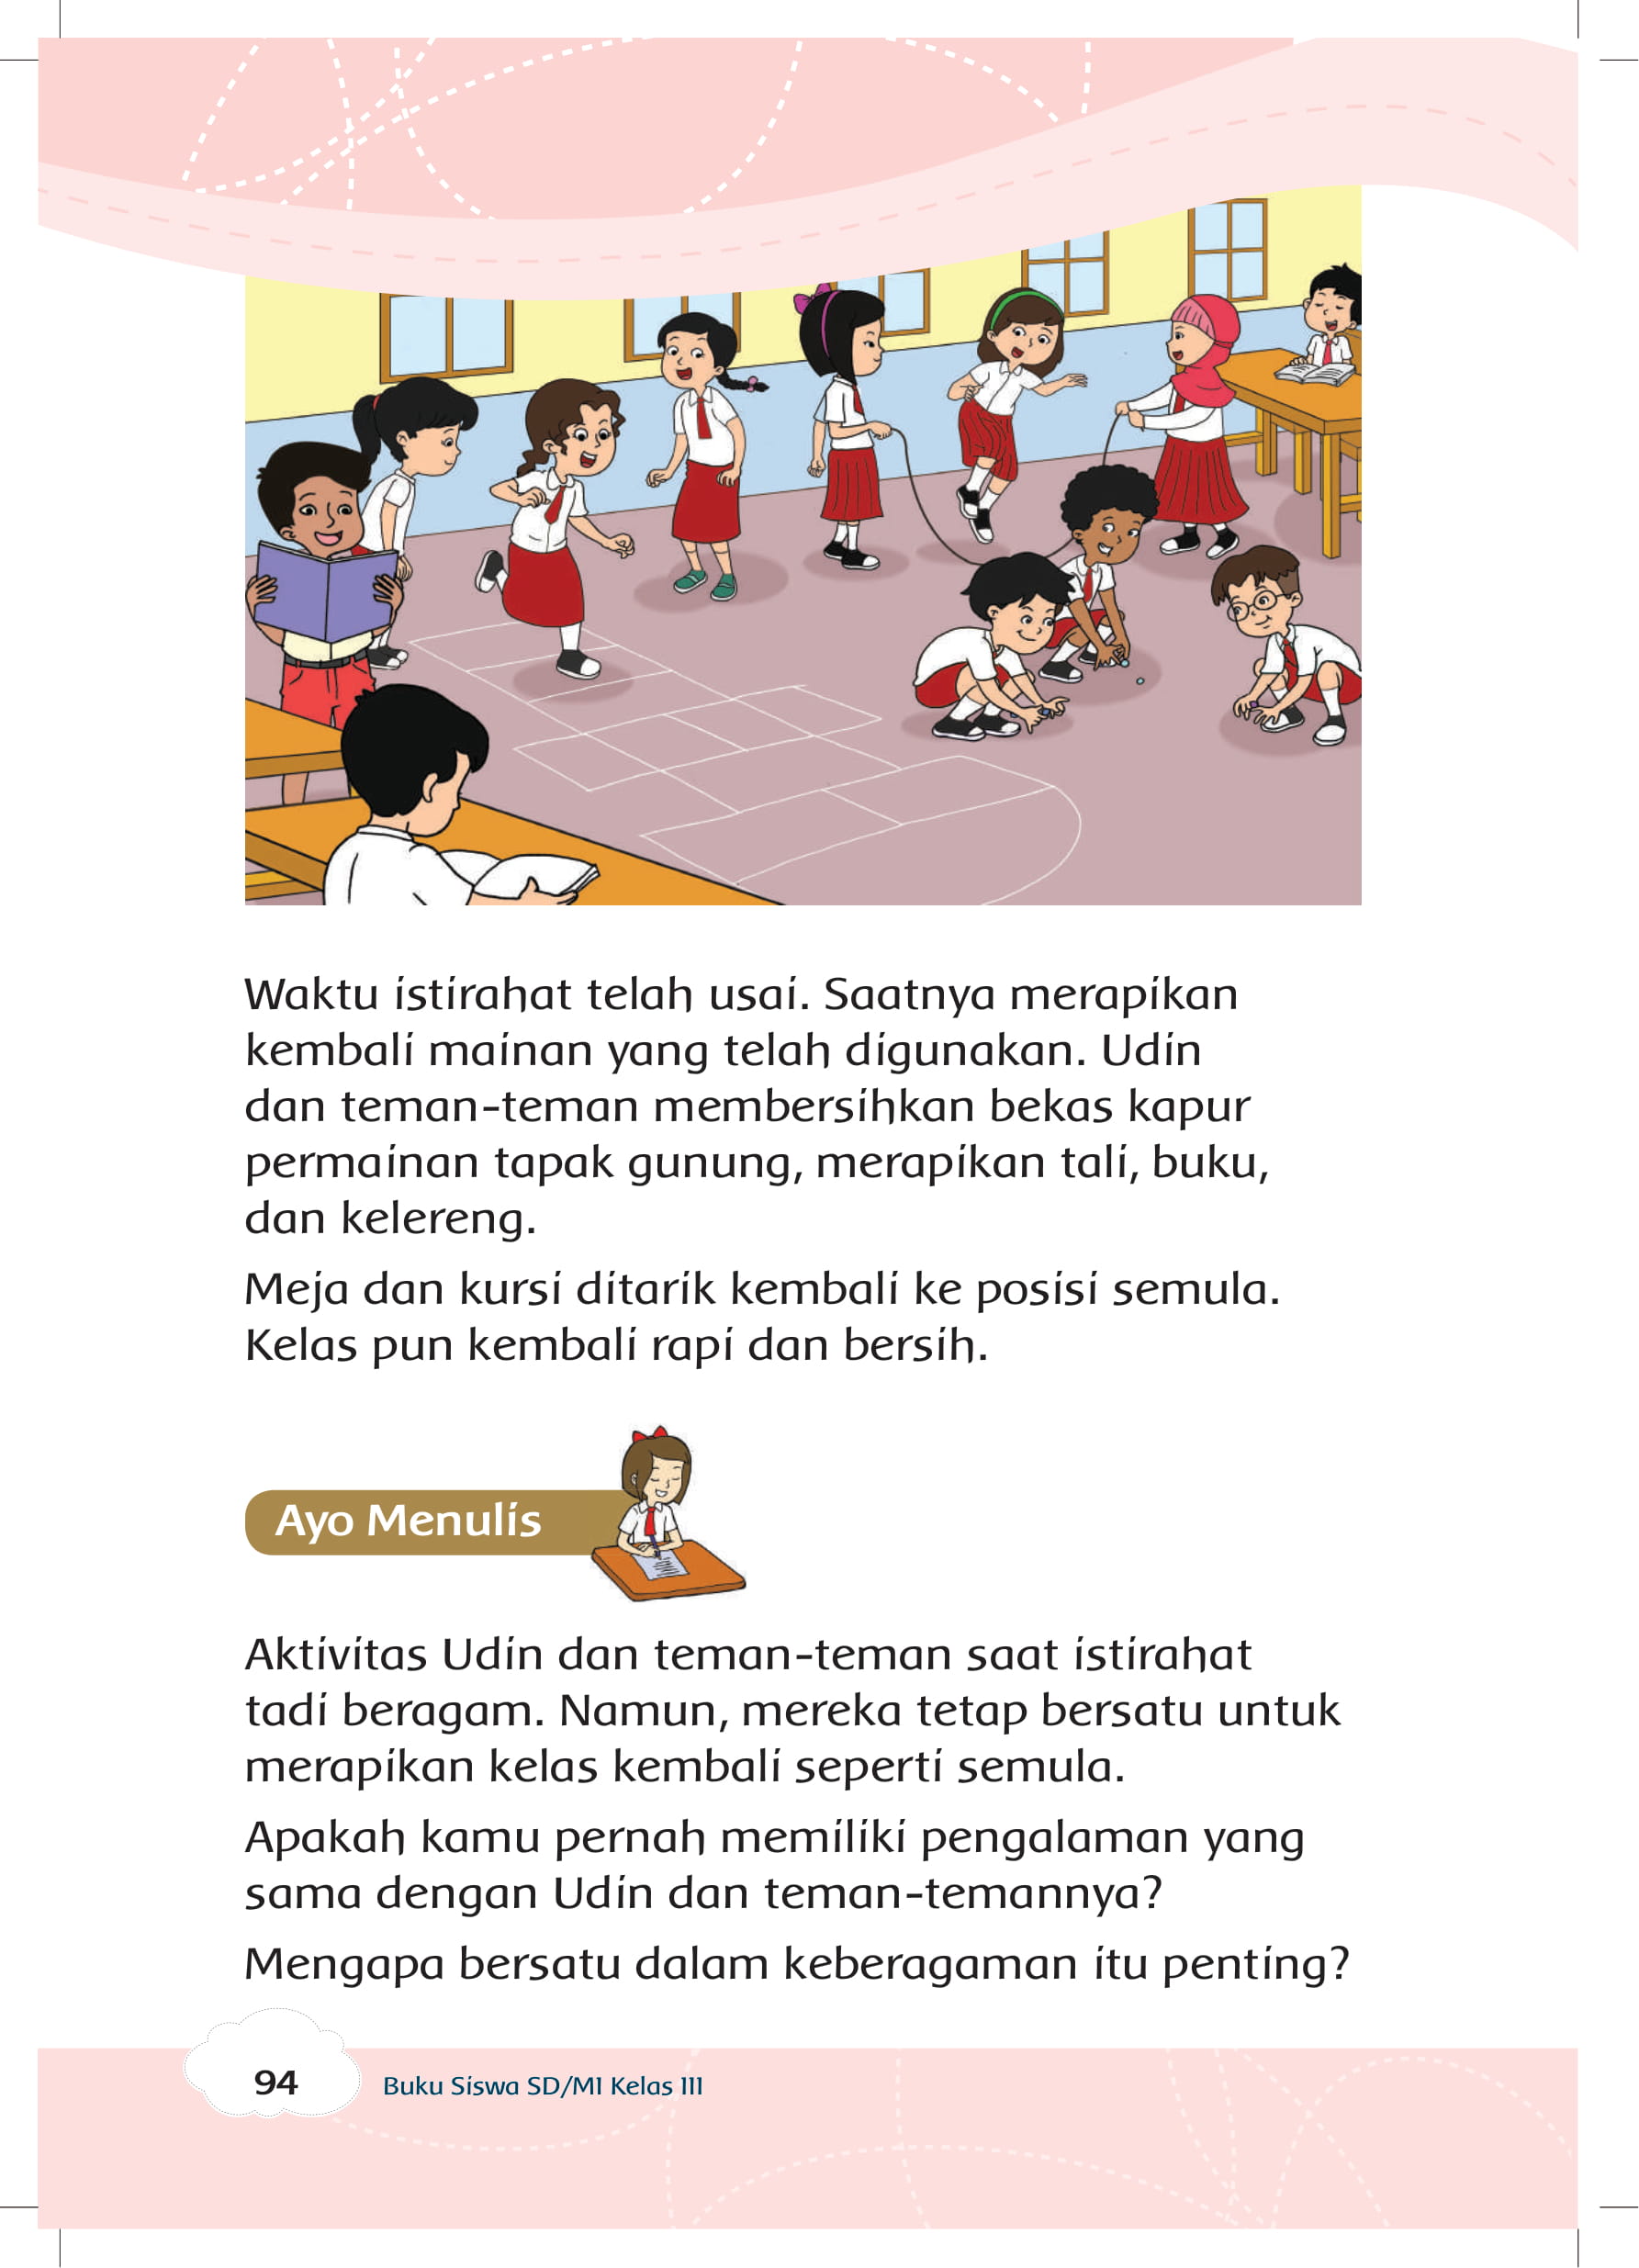 Waktu istirahat telah usai. Saatnya merapikan
kembali mainan yang telah digunakan. Udin
dan teman-teman membersihkan bekas kapur
permainan tapak gunung, merapikan tali, buku,
dan kelereng.
Meja dan kursi ditarik kembali ke posisi semula.
Kelas pun kembali rapi dan bersih.
Ayo Menulis
Aktivitas Udin dan teman-teman saat istirahat
tadi beragam. Namun, mereka tetap bersatu untuk
merapikan kelas kembali seperti semula.
Apakah kamu pernah memiliki pengalaman yang
sama dengan Udin dan teman-temannya?
Mengapa bersatu dalam keberagaman itu penting?
94 Buku Siswa SD/MI Kelas III